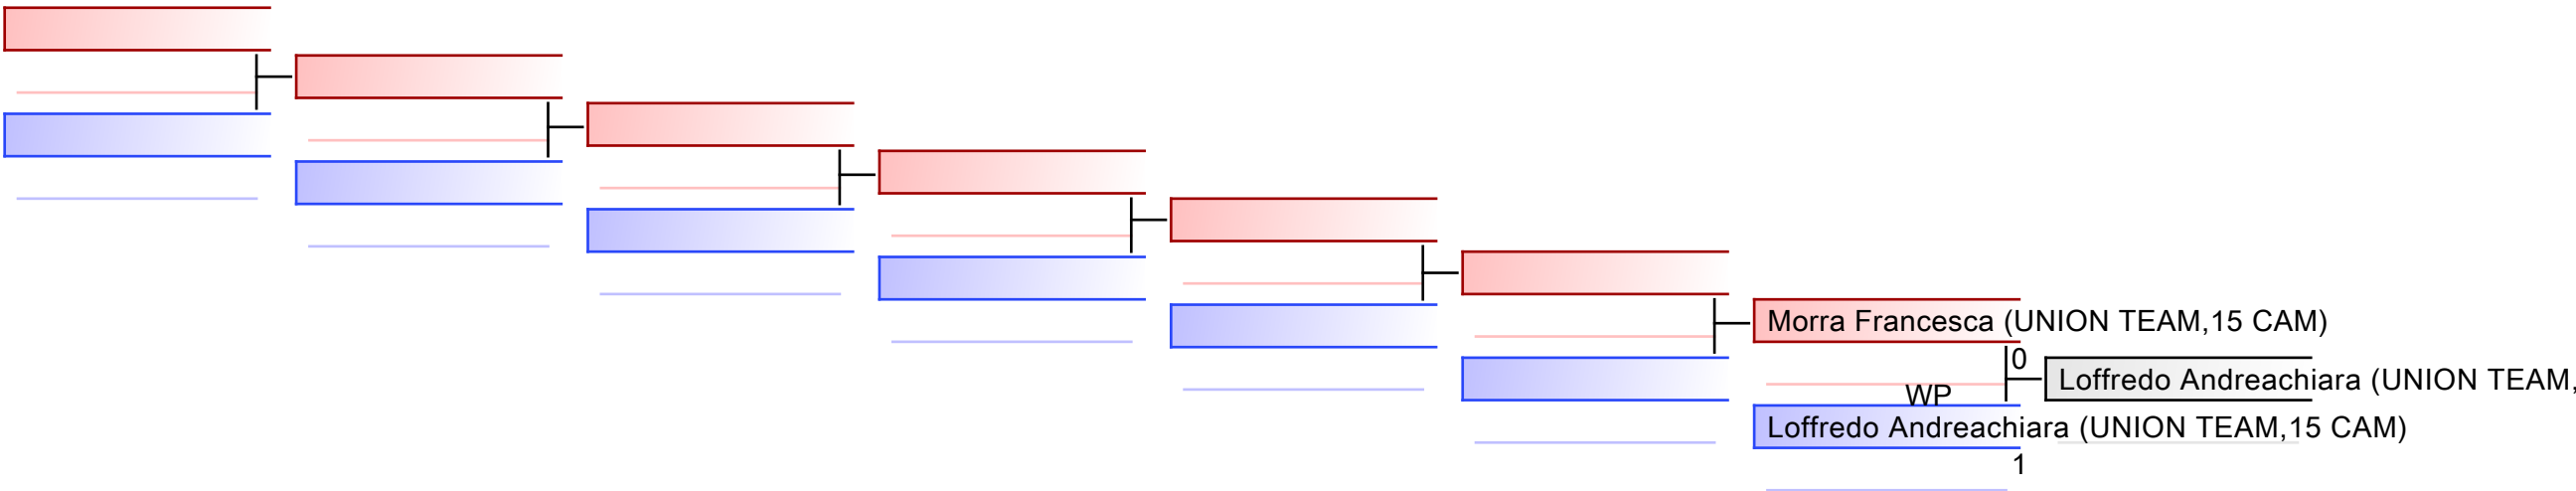 Morra Francesca (UNION TEAM,15 CAM)
0
Loffredo Andreachiara (UNION TEAM,
WP
Loffredo Andreachiara (UNION TEAM,15 CAM)
1